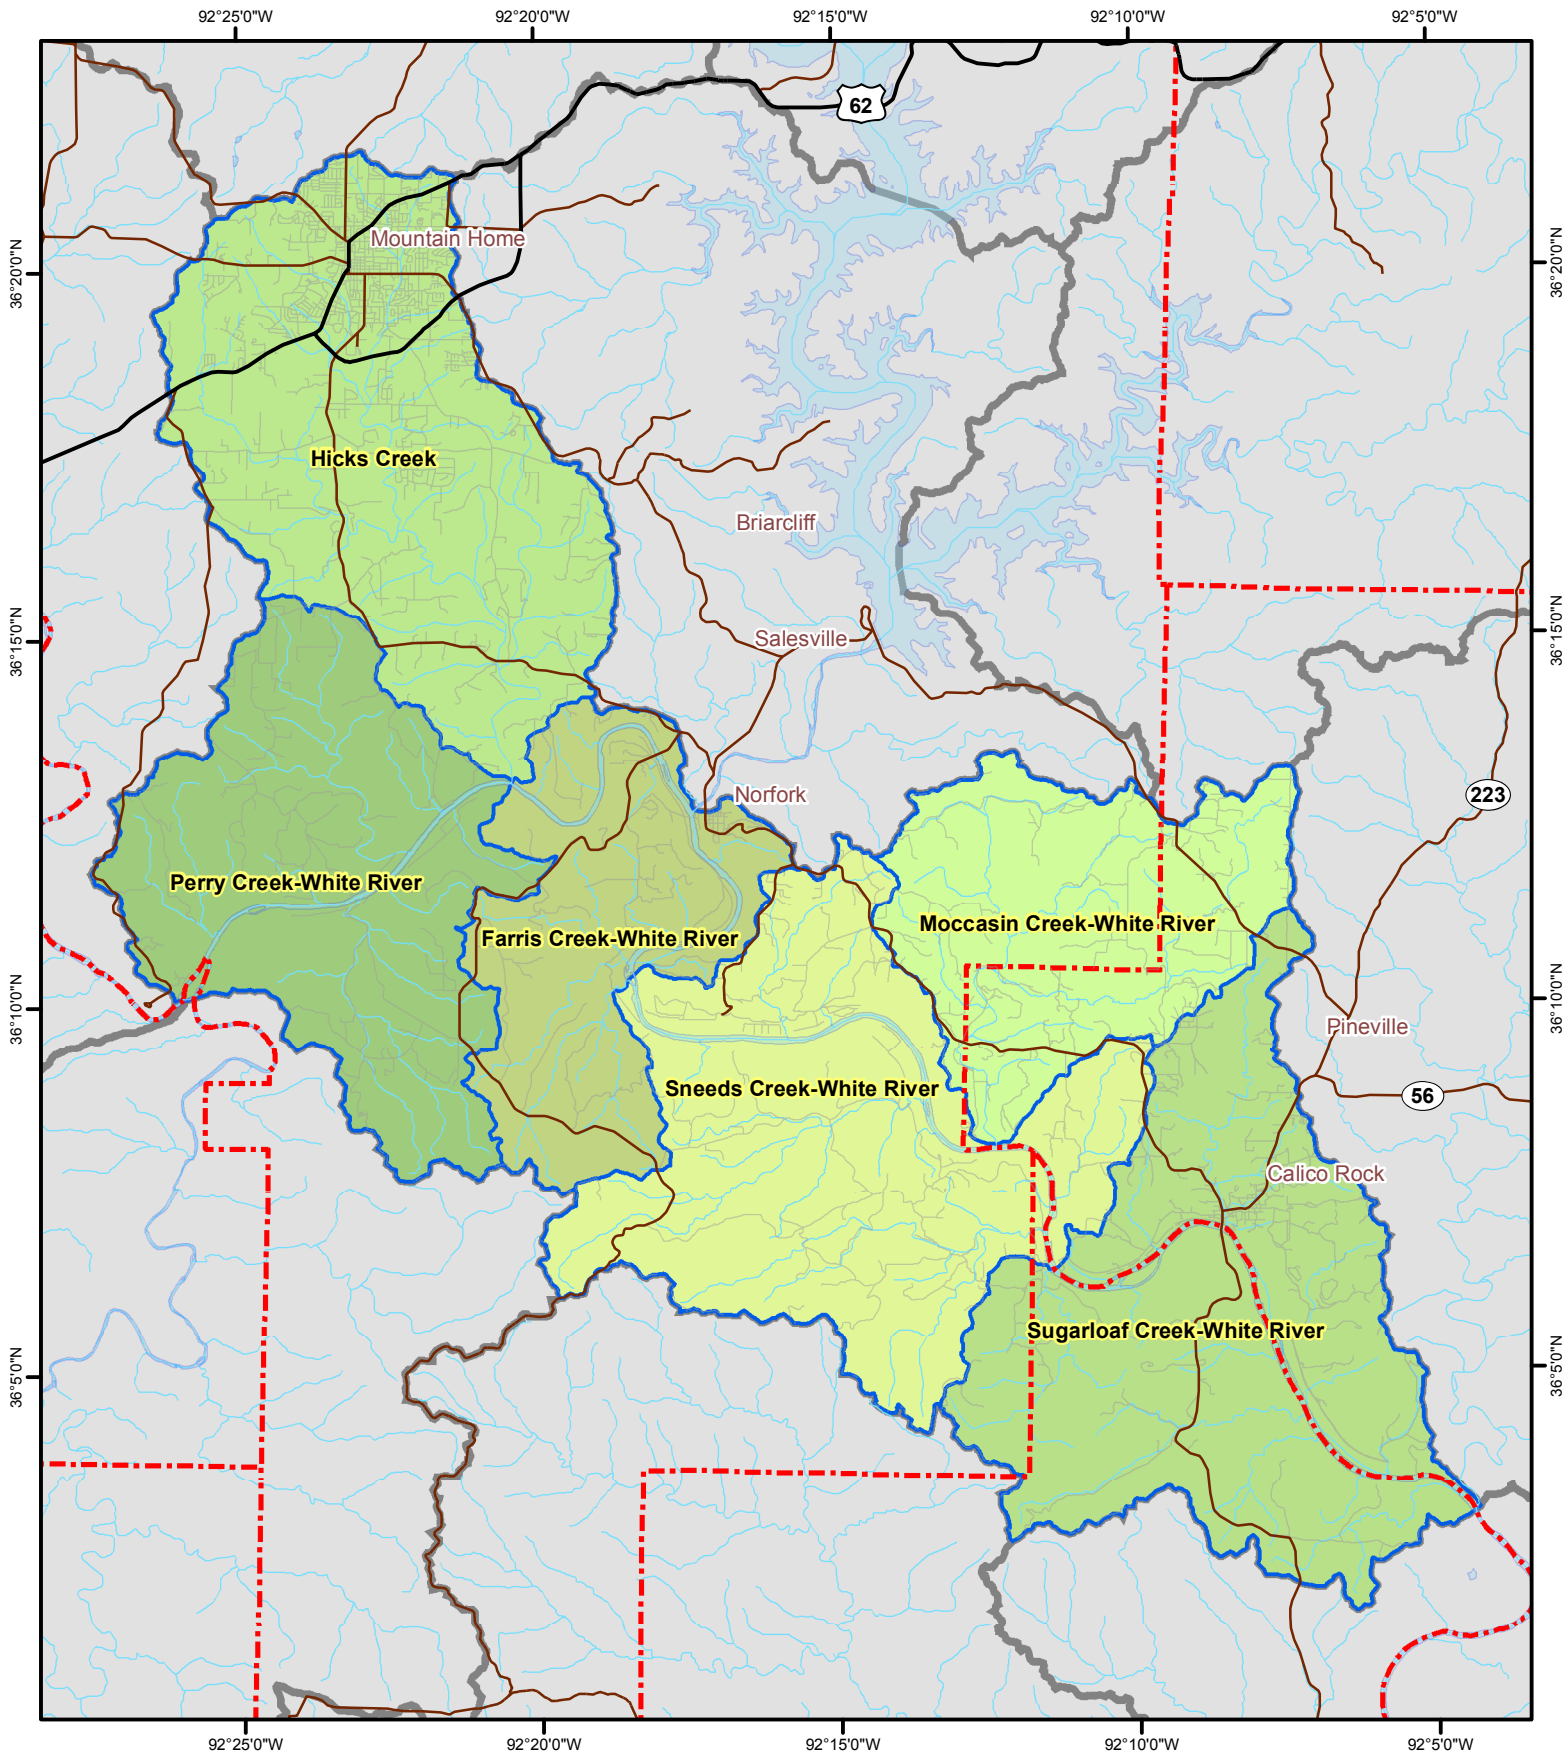 92°25'0"W
92°20'0"W
92°15'0"W
92°10'0"W
92°5'0"W
62
Mountain Home
36°20'0"N
36°20'0"N
Hicks Creek
Briarcliff
Salesville
36°15'0"N
36°15'0"N
Norfork
223
Perry Creek-White River
Moccasin Creek-White River
Farris Creek-White River
36°10'0"N
36°10'0"N
Pineville
Sneeds Creek-White River
56
Calico Rock
Sugarloaf Creek-White River
36°5'0"N
36°5'0"N
92°25'0"W
92°20'0"W
92°15'0"W
92°10'0"W
92°5'0"W